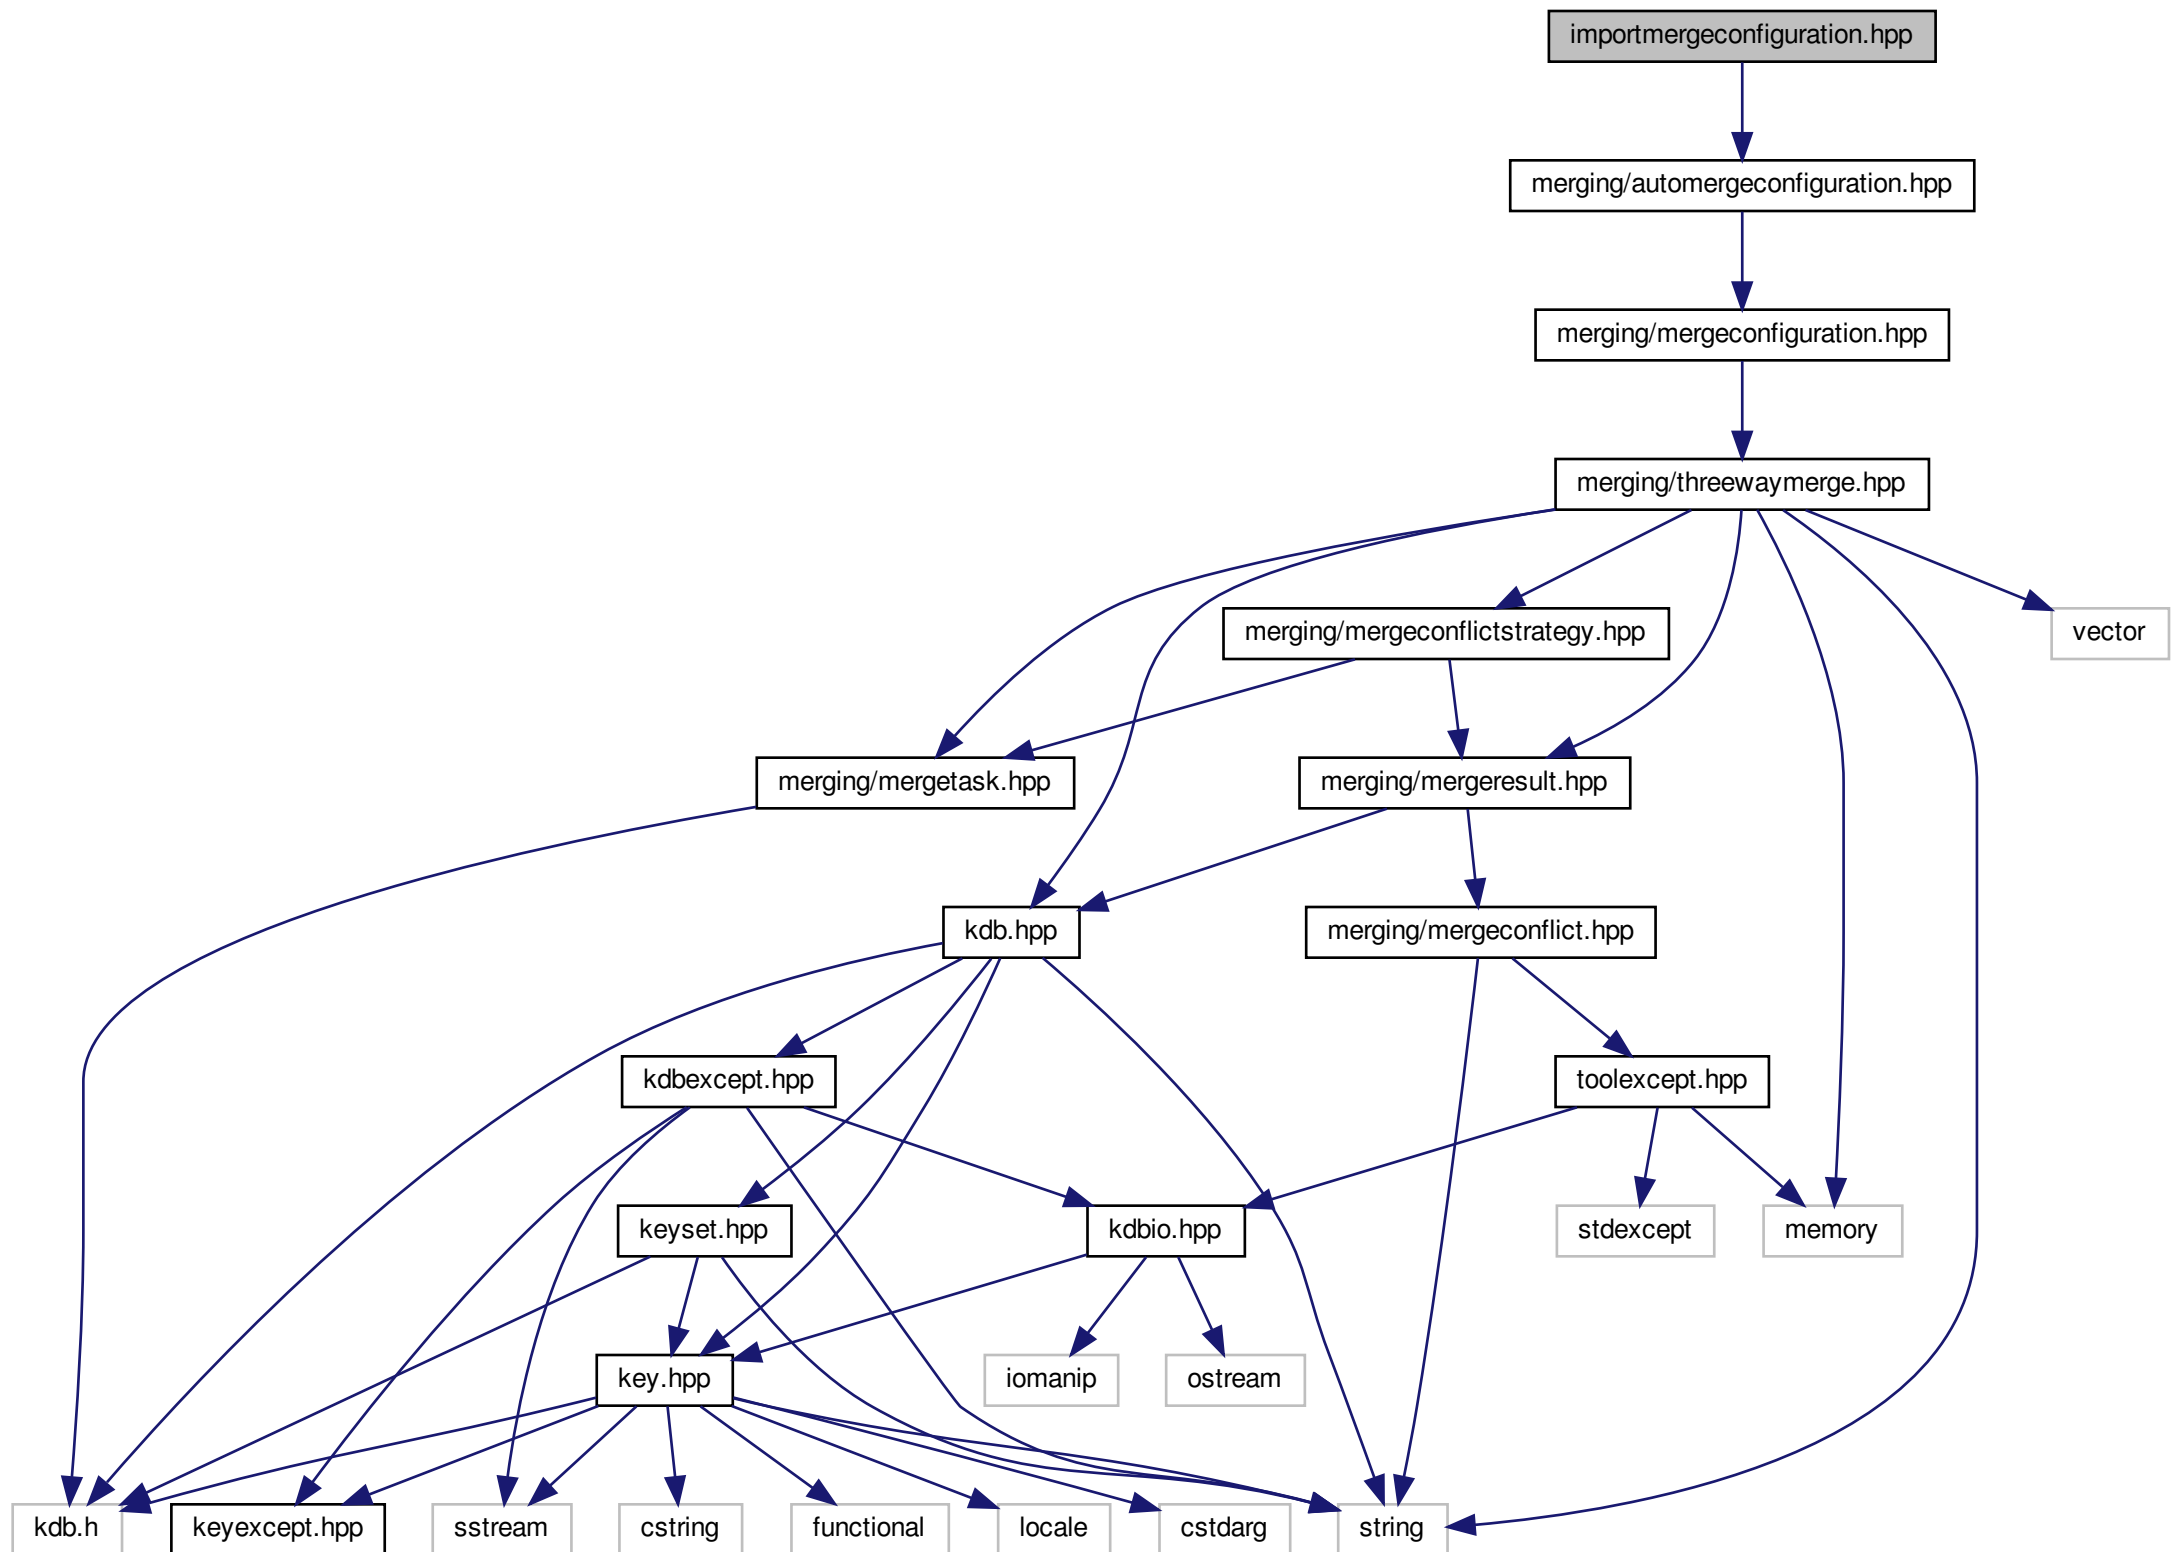 importmergeconfiguration.hpp
merging/automergeconfiguration.hpp
merging/mergeconfiguration.hpp
merging/threewaymerge.hpp
merging/mergeconflictstrategy.hpp
vector
merging/mergetask.hpp
merging/mergeresult.hpp
kdb.hpp
merging/mergeconflict.hpp
kdbexcept.hpp
toolexcept.hpp
keyset.hpp
kdbio.hpp
stdexcept
memory
key.hpp
iomanip
ostream
kdb.h
keyexcept.hpp
sstream
cstring
functional
locale
cstdarg
string